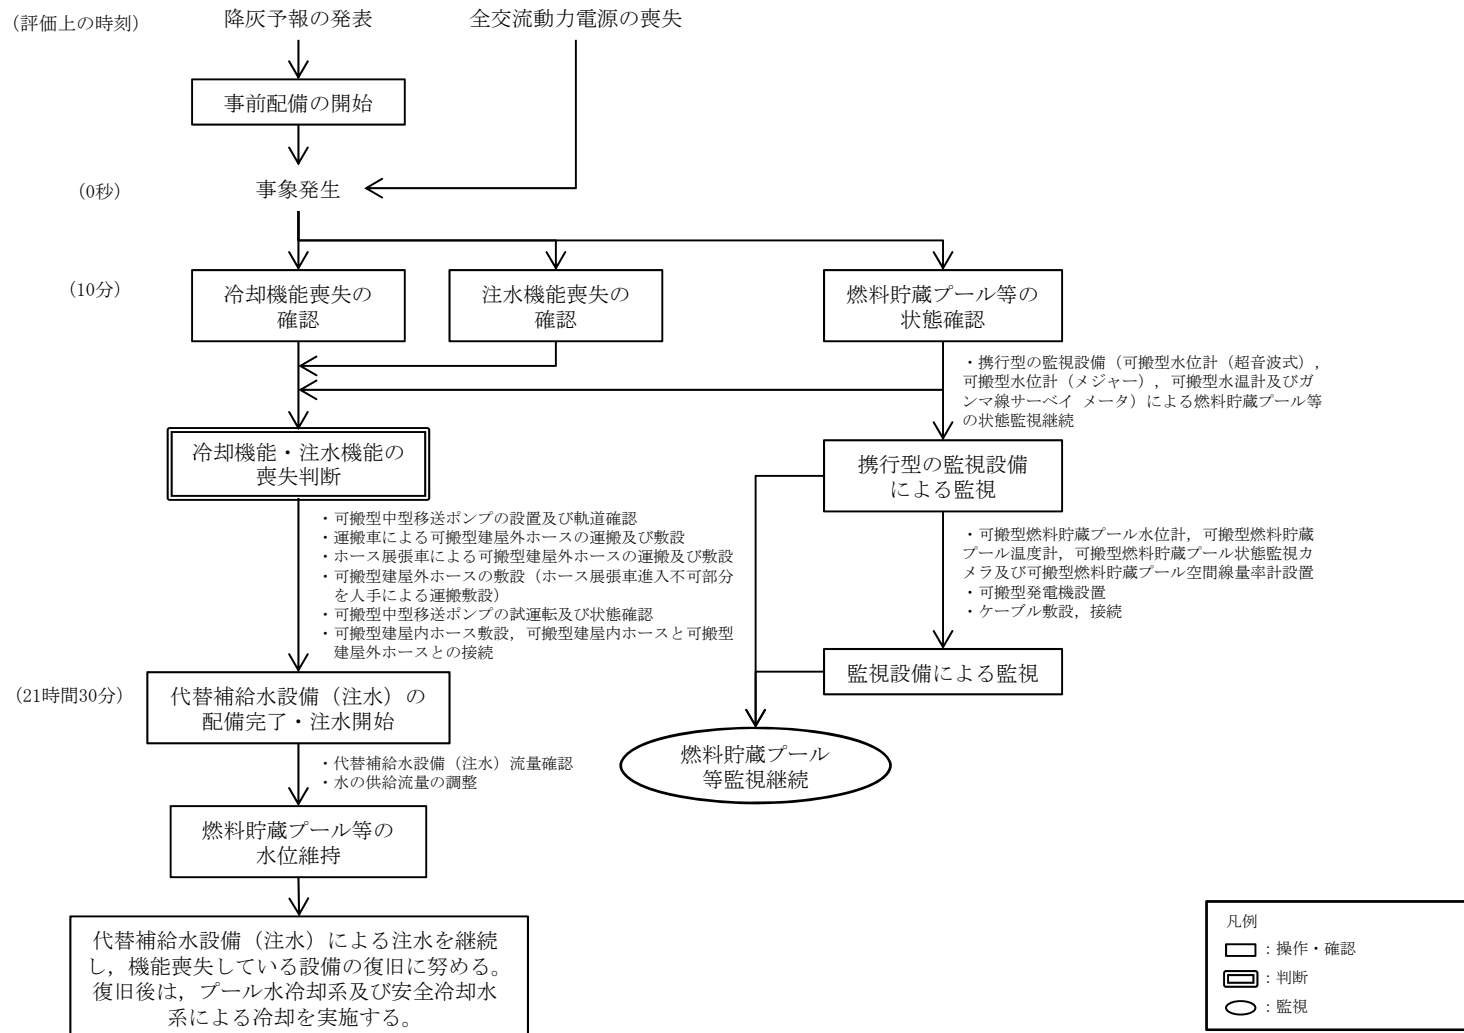 (評価上の時刻)
降灰予報の発表
全交流動力電源の喪失
事前配備の開始
(0秒)
事象発生
(10分)
冷却機能喪失の
確認
注水機能喪失の
確認
燃料貯蔵プール等の
状態確認
・携行型の監視設備（可搬型水位計（超音波式），
可搬型水位計（メジャー），可搬型水温計及びガ
ンマ線サーベイ メータ）による燃料貯蔵プール等
の状態監視継続
冷却機能・注水機能の
喪失判断
携行型の監視設備
による監視
・可搬型中型移送ポンプの設置及び軌道確認
・運搬車による可搬型建屋外ホースの運搬及び敷設
・ホース展張車による可搬型建屋外ホースの運搬及び敷設
・可搬型建屋外ホースの敷設（ホース展張車進入不可部分
を人手による運搬敷設）
・可搬型中型移送ポンプの試運転及び状態確認
・可搬型建屋内ホース敷設，可搬型建屋内ホースと可搬型
建屋外ホースとの接続
・可搬型燃料貯蔵プール水位計，可搬型燃料貯蔵
プール温度計，可搬型燃料貯蔵プール状態監視カ
メラ及び可搬型燃料貯蔵プール空間線量率計設置
・可搬型発電機設置
・ケーブル敷設，接続
監視設備による監視
(21時間30分)
代替補給水設備（注水）の
配備完了・注水開始
・代替補給水設備（注水）流量確認
・水の供給流量の調整
燃料貯蔵プール
等監視継続
燃料貯蔵プール等の
水位維持
代替補給水設備（注水）による注水を継続
し，機能喪失している設備の復旧に努める。
復旧後は，プール水冷却系及び安全冷却水
系による冷却を実施する。
凡例
：操作・確認
：判断
：監視